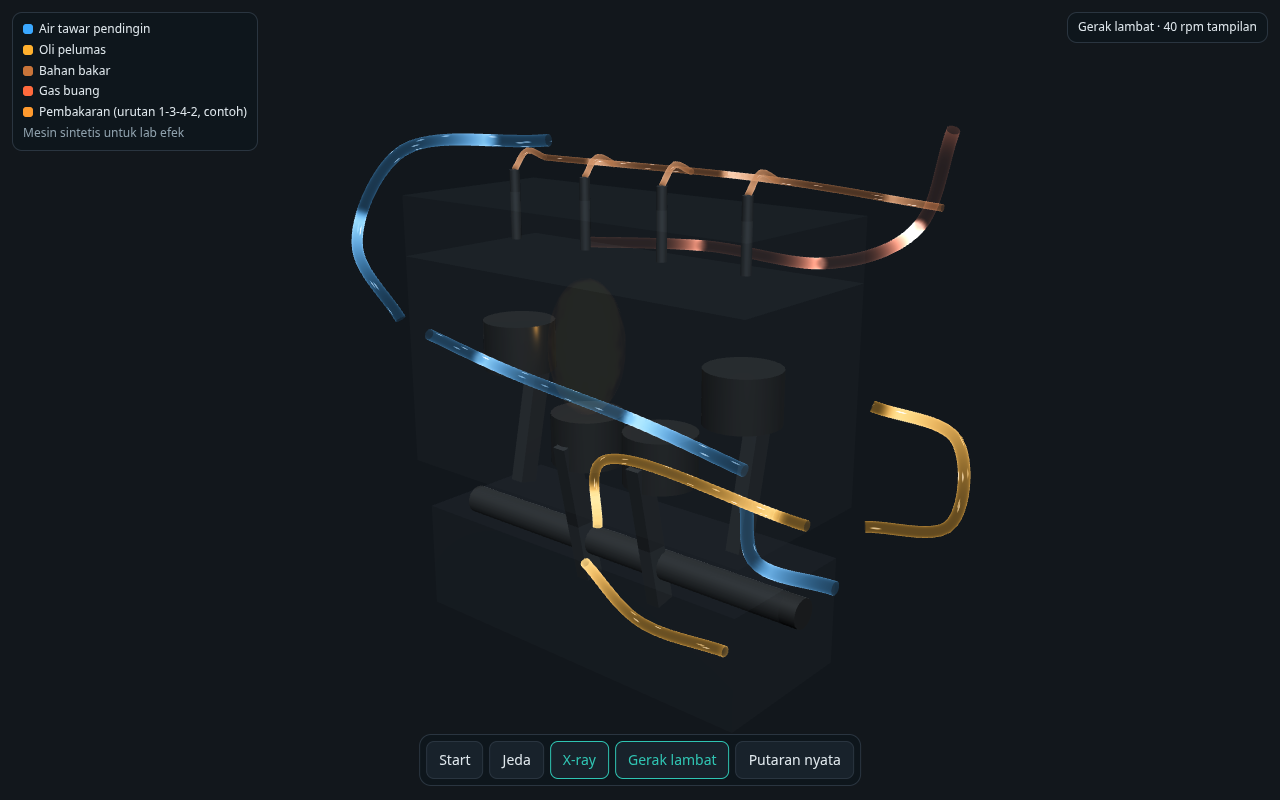 Air tawar pendingin
Oli pelumas
Bahan bakar
Gas buang
Pembakaran (urutan 1-3-4-2, contoh)
Mesin sintetis untuk lab efek
Gerak lambat · 40 rpm tampilan
Start
Jeda
X-ray
Gerak lambat
Putaran nyata